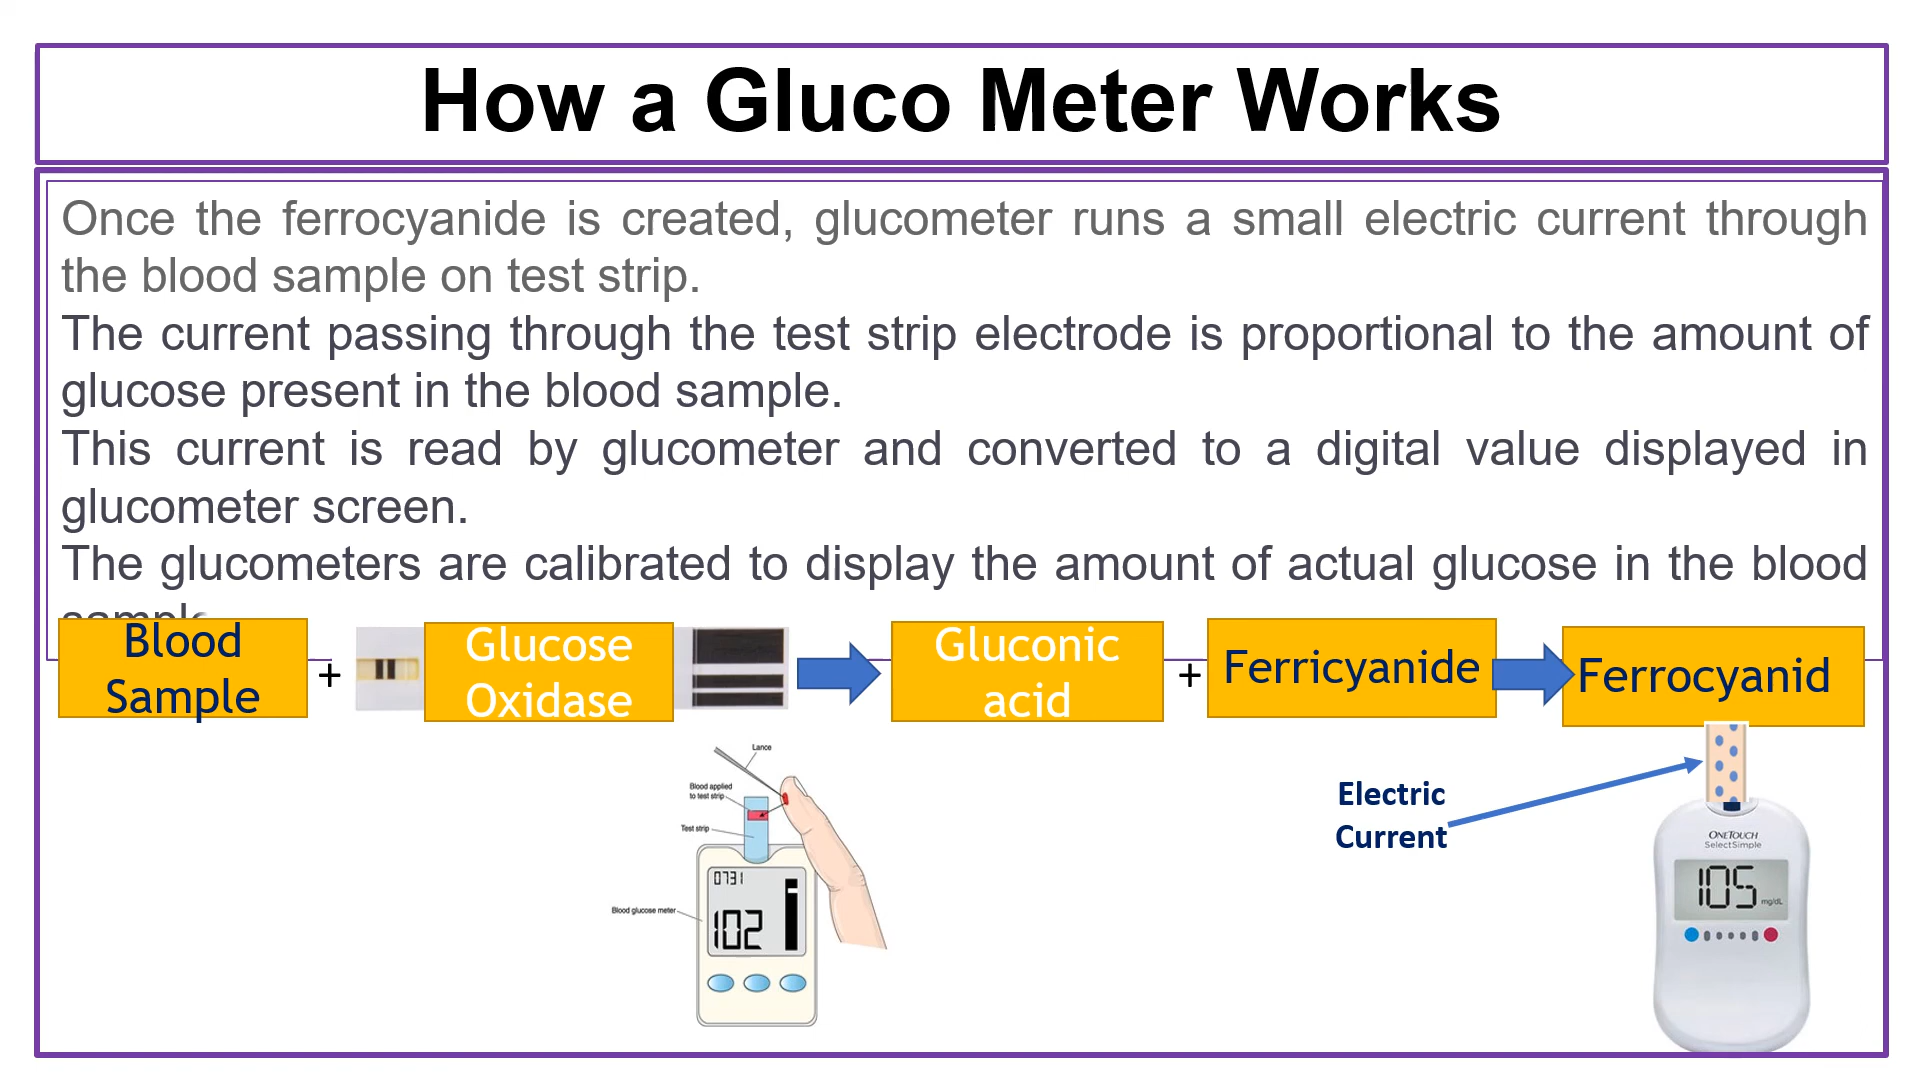 How a Gluco Meter Works
Once the ferrocyanide is created, glucometer runs a small electric current through
the blood sample on test strip.
The current passing through the test strip electrode is proportional to the amount of
glucose present in the blood sample.
This current is read by glucometer and converted to a digital value displayed in
glucometer screen.
The glucometers are calibrated to display the amount of actual glucose in the blood
Blood
Sample
+
Glucose
Oxidase
Gluconic
acid
+
Ferricyanide
Ferrocyanid
Lance
Blood applied
to test strip
Test strip
Blood glucose meter
0731
102
Electric
Current
ONETOUCH
SelectSimple
105 mg/dL